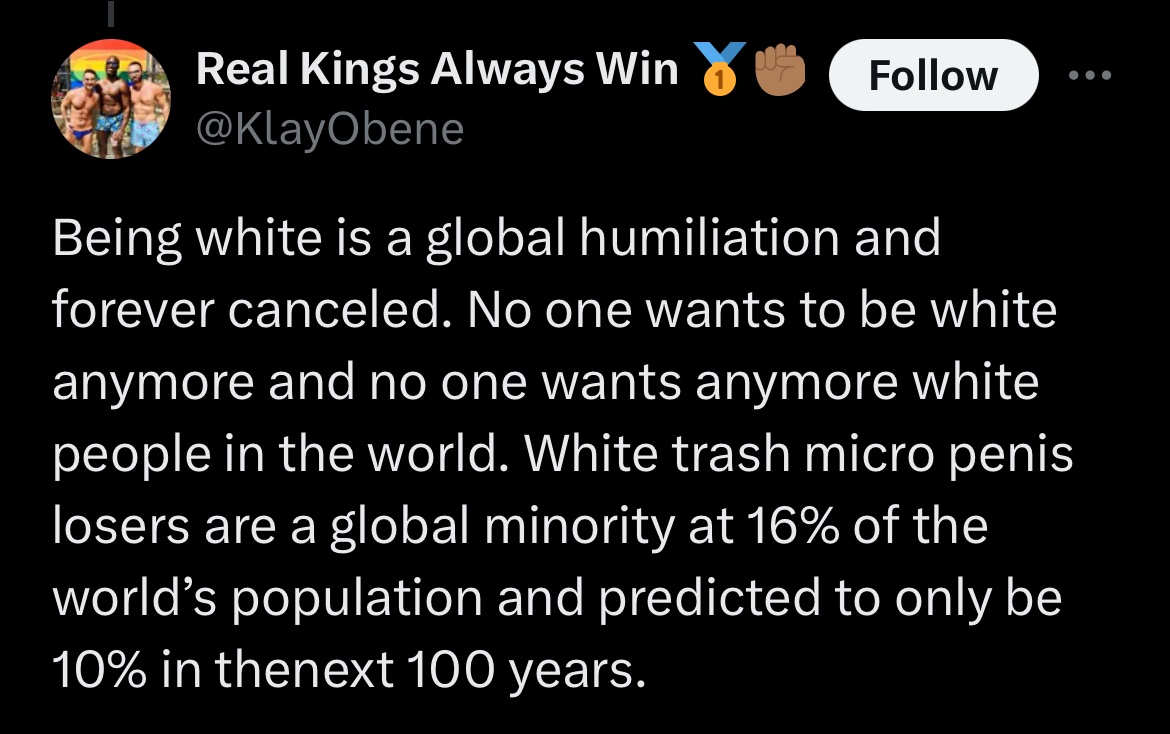 Real Kings Always Win 🥇✊🏾
Follow
@KlayObene
Being white is a global humiliation and
forever canceled. No one wants to be white
anymore and no one wants anymore white
people in the world. White trash micro penis
losers are a global minority at 16% of the
world’s population and predicted to only be
10% in thenext 100 years.